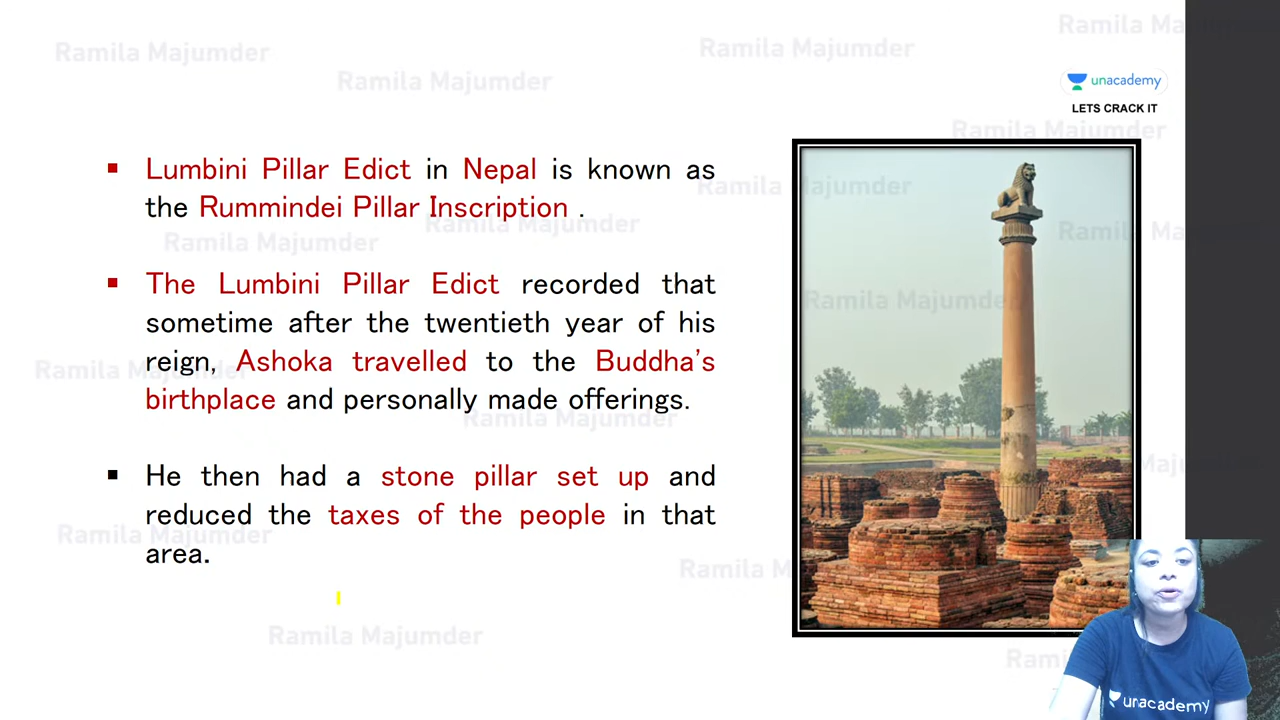 Ramila Majumder
Ramila Majumder
Ramila Majumder
Ramila Majumder
unacademy
LETS CRACK IT
Ramila Majumder
▪ Lumbini Pillar Edict in Nepal is known as
the Rummindei Pillar Inscription .
Ramila Majumder
Ramila Majumder
Ramila Majumder
Ramila Majumder
▪ The Lumbini Pillar Edict recorded that
sometime after the twentieth year of his
reign, Ashoka travelled to the Buddha’s
birthplace and personally made offerings.
Ramila Majumder
Ramila Majumder
Ramila Majumder
▪ He then had a stone pillar set up and
reduced the taxes of the people in that
area.
Ramila Majumder
Ramila Majumder
unacademy